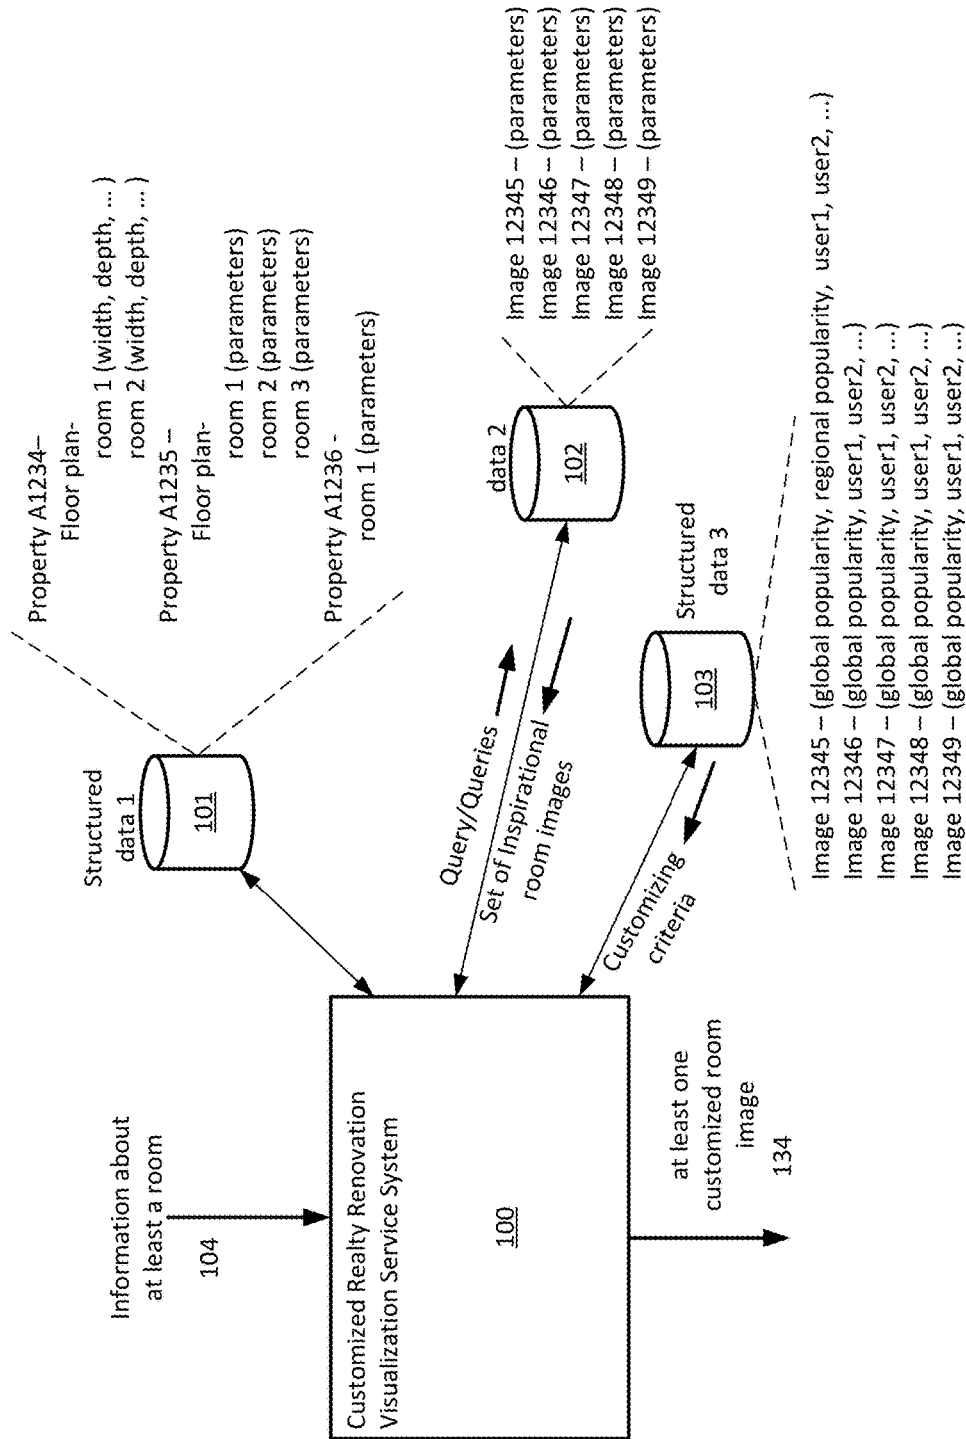 Information about
at least a room
104
Customized Realty Renovation
Visualization Service System
100
at least one
customized room
image
134
Structured
data 1
101
Property A1234–
Floor plan-
room 1 (width, depth, ... )
room 2 (width, depth, ... )
Property A1235 –
Floor plan-
room 1 (parameters)
room 2 (parameters)
room 3 (parameters)
Property A1236 -
room 1 (parameters)
Query/Queries
Set of Inspirational
room images
data 2
102
Image 12345 – (parameters)
Image 12346 – (parameters)
Image 12347 – (parameters)
Image 12348 – (parameters)
Image 12349 – (parameters)
Customizing
criteria
Structured
data 3
103
Image 12345 – (global popularity, regional popularity, user1, user2, ...)
Image 12346 – (global popularity, user1, user2, ...)
Image 12347 – (global popularity, user1, user2, ...)
Image 12348 – (global popularity, user1, user2, ...)
Image 12349 – (global popularity, user1, user2, ...)